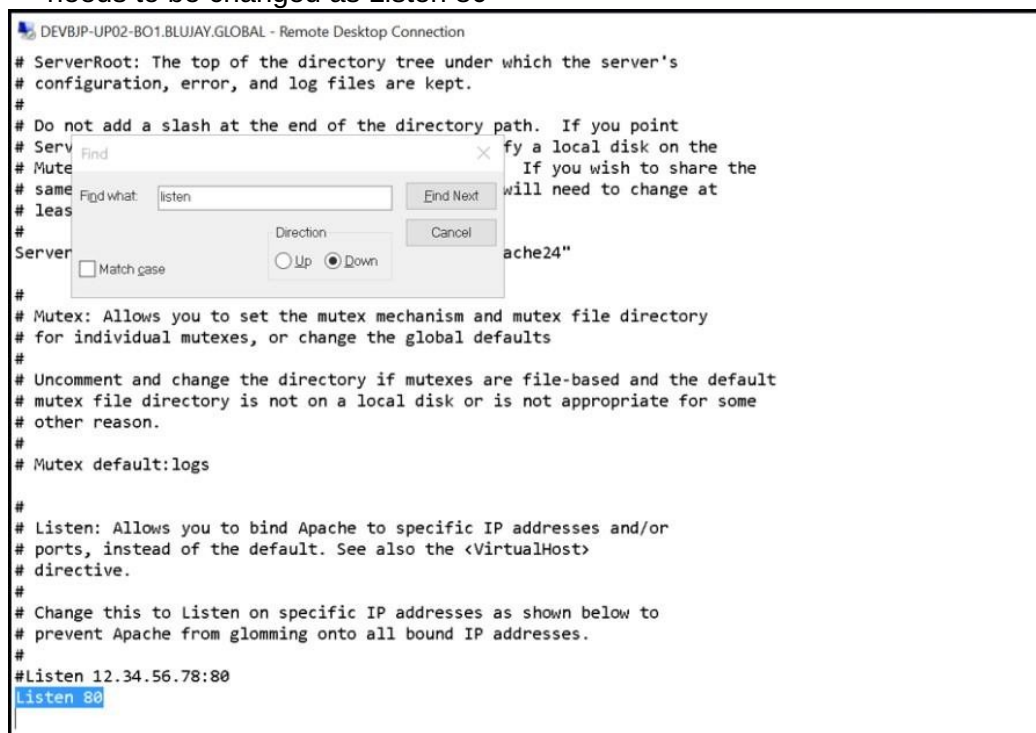 needs to be changed as Listen 80
DEVBJP-UP02-BO1.BLUJAY.GLOBAL - Remote Desktop Connection
# ServerRoot: The top of the directory tree under which the server's
# configuration, error, and log files are kept.
#
# Do not add a slash at the end of the directory path.  If you point
# Serv
fy a local disk on the
# Mute
If you wish to share the
# same
will need to change at
# leas
#
Server
ache24"
Find
Find what:
listen
Find Next
Direction
Cancel
Up
Down
Match case
#
# Mutex: Allows you to set the mutex mechanism and mutex file directory
# for individual mutexes, or change the global defaults
#
# Uncomment and change the directory if mutexes are file-based and the default
# mutex file directory is not on a local disk or is not appropriate for some
# other reason.
#
# Mutex default:logs
#
# Listen: Allows you to bind Apache to specific IP addresses and/or
# ports, instead of the default. See also the <VirtualHost>
# directive.
#
# Change this to Listen on specific IP addresses as shown below to
# prevent Apache from glomming onto all bound IP addresses.
#
#Listen 12.34.56.78:80
Listen 80